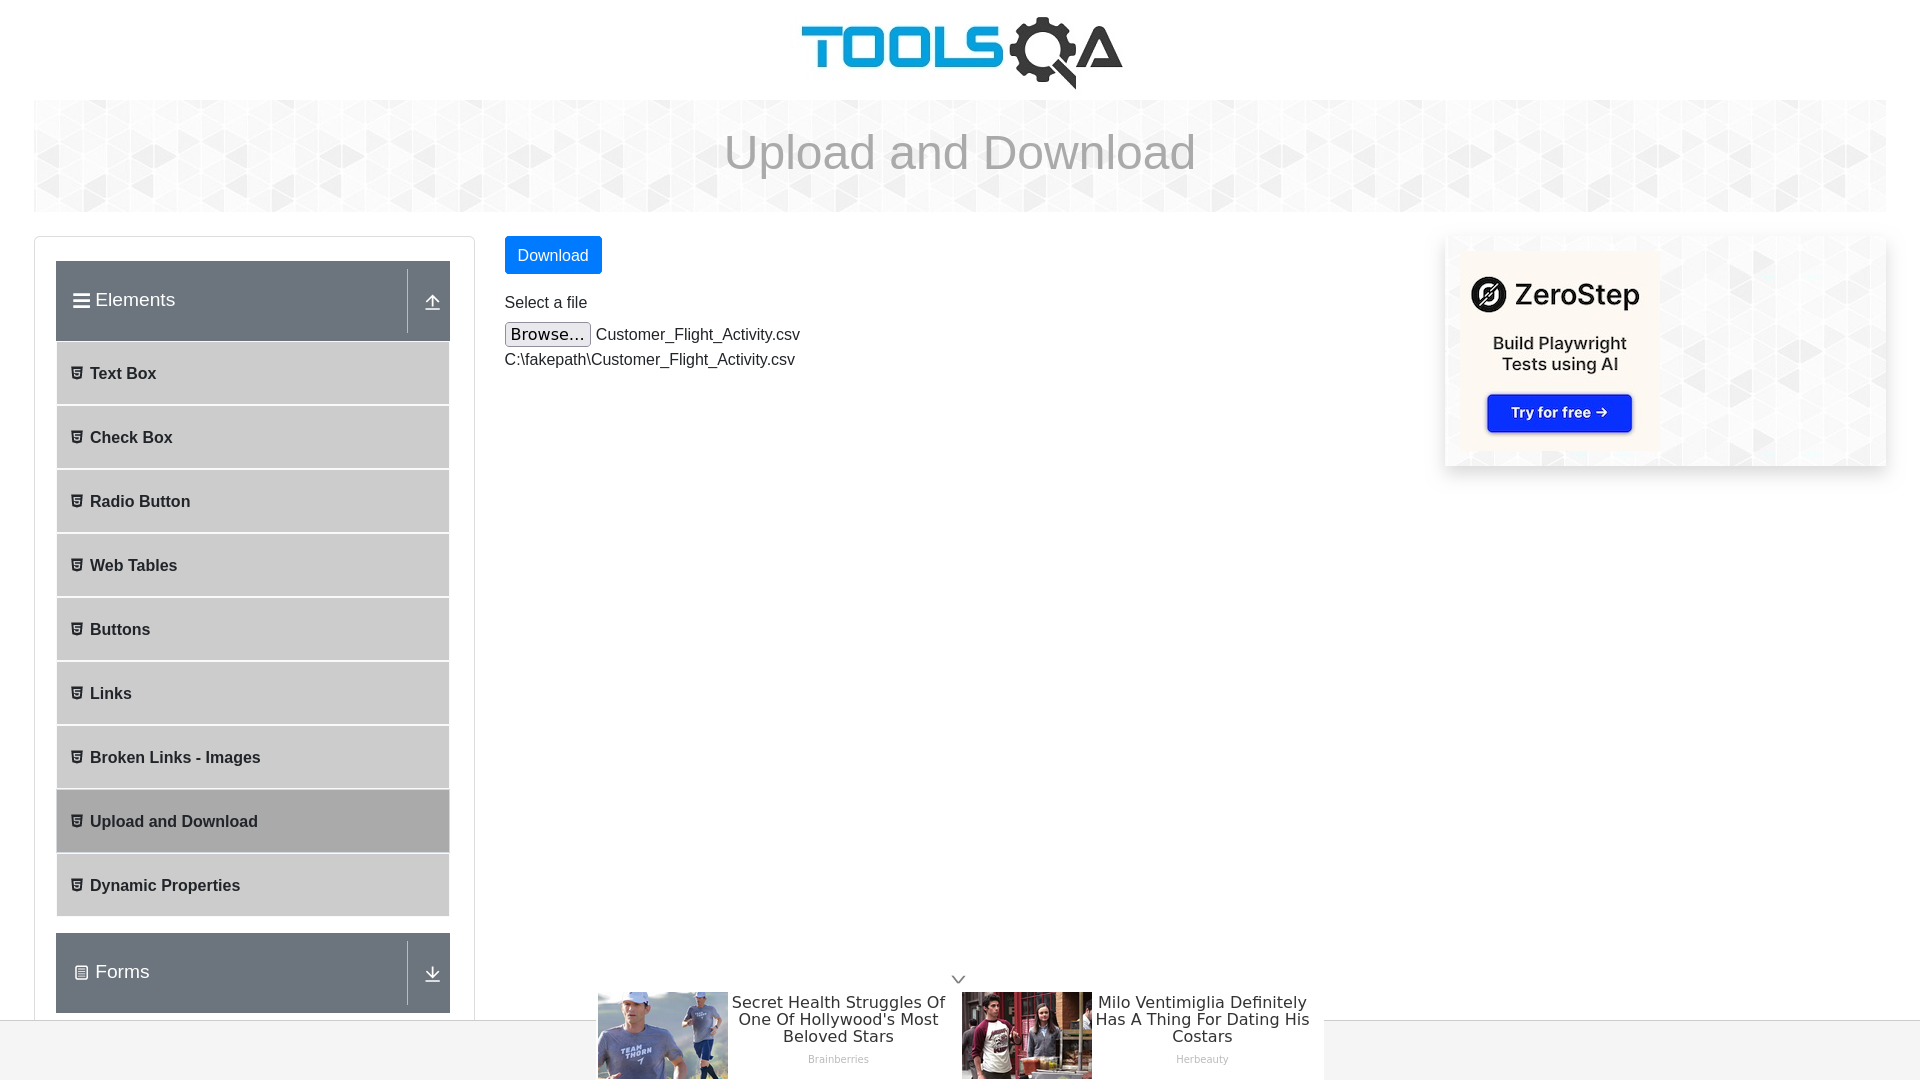 TOOLSQA
Upload and Download
Elements
Text Box
Check Box
Radio Button
Web Tables
Buttons
Links
Broken Links - Images
Upload and Download
Dynamic Properties
Forms
Download
Select a file
Browse... Customer_Flight_Activity.csv
C:\fakepath\Customer_Flight_Activity.csv
ZeroStep
Build Playwright
Tests using AI
Try for free →
Secret Health Struggles Of
One Of Hollywood's Most
Beloved Stars
Brainberries
TEAM
THORN
Milo Ventimiglia Definitely
Has A Thing For Dating His
Costars
Herbeauty